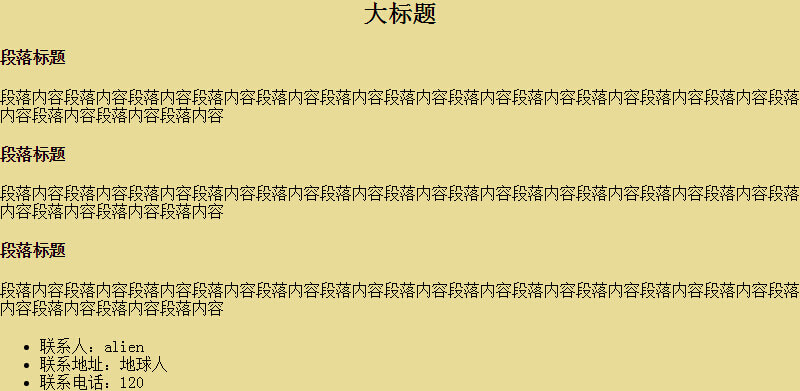 大标题
段落标题
段落内容段落内容段落内容段落内容段落内容段落内容段落内容段落内容段落内容段落内容段落内容段落内容段落
内容段落内容段落内容段落内容
段落标题
段落内容段落内容段落内容段落内容段落内容段落内容段落内容段落内容段落内容段落内容段落内容段落内容段落
内容段落内容段落内容段落内容
段落标题
段落内容段落内容段落内容段落内容段落内容段落内容段落内容段落内容段落内容段落内容段落内容段落内容段落
内容段落内容段落内容段落内容
• 联系人：alien
• 联系地址：地球人
• 联系电话：120